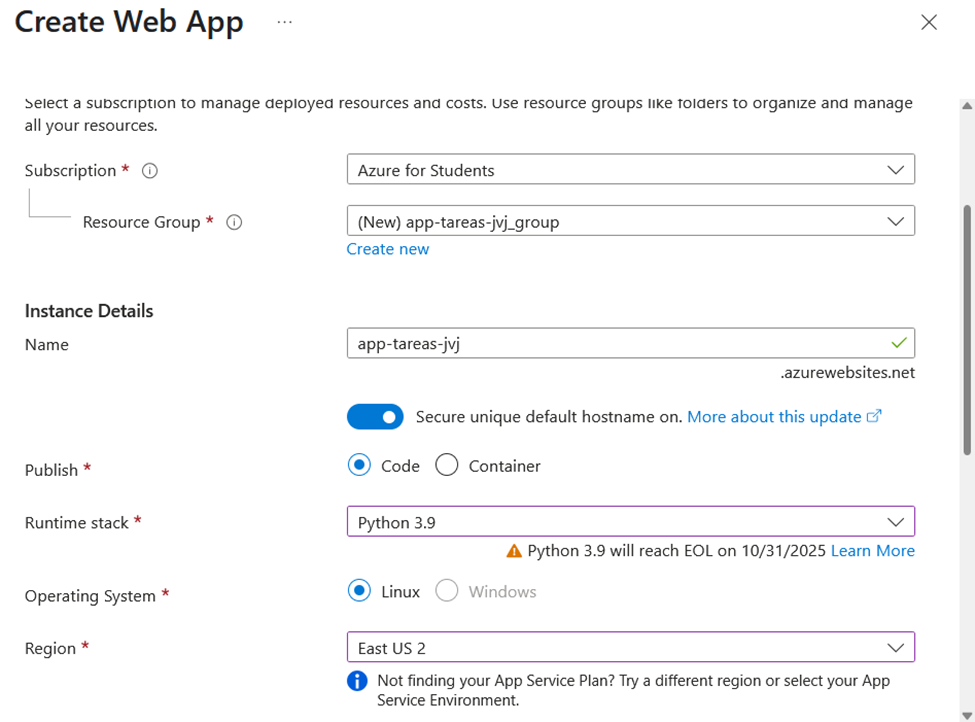 Create Web App ...
Select a subscription to manage deployed resources and costs. Use resource groups like folders to organize and manage
all your resources.
Subscription *
Azure for Students
Resource Group *
(New) app-tareas-jvj_group
Create new
Instance Details
Name
app-tareas-jvj
.azurewebsites.net
Secure unique default hostname on. More about this update
Publish *
Code Container
Runtime stack *
Python 3.9
Python 3.9 will reach EOL on 10/31/2025 Learn More
Operating System *
Linux Windows
Region *
East US 2
Not finding your App Service Plan? Try a different region or select your App
Service Environment.